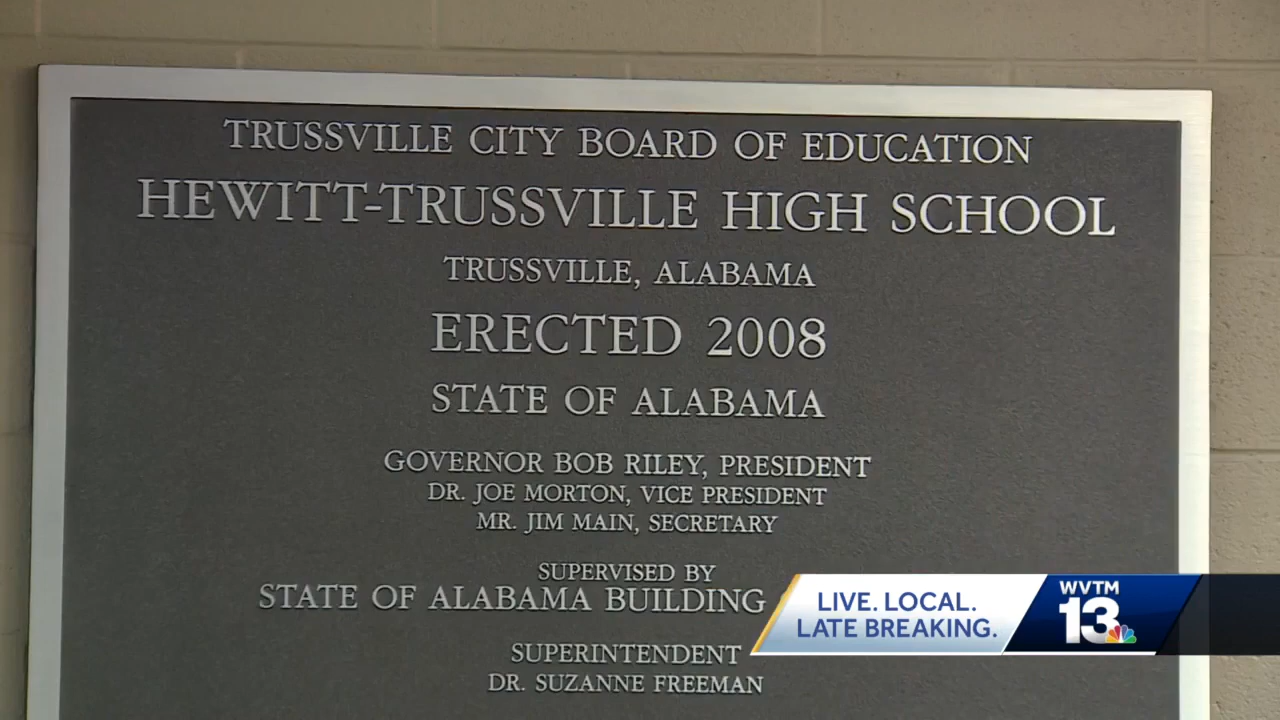 TRUSSVILLE CITY BOARD OF EDUCATION
HEWITT-TRUSSVILLE HIGH SCHOOL
TRUSSVILLE, ALABAMA
ERECTED 2008
STATE OF ALABAMA
GOVERNOR BOB RILEY, PRESIDENT
DR. JOE MORTON, VICE PRESIDENT
MR. JIM MAIN, SECRETARY
SUPERVISED BY
STATE OF ALABAMA BUILDING
SUPERINTENDENT
DR. SUZANNE FREEMAN
LIVE. LOCAL.
LATE BREAKING.
WVTM
13